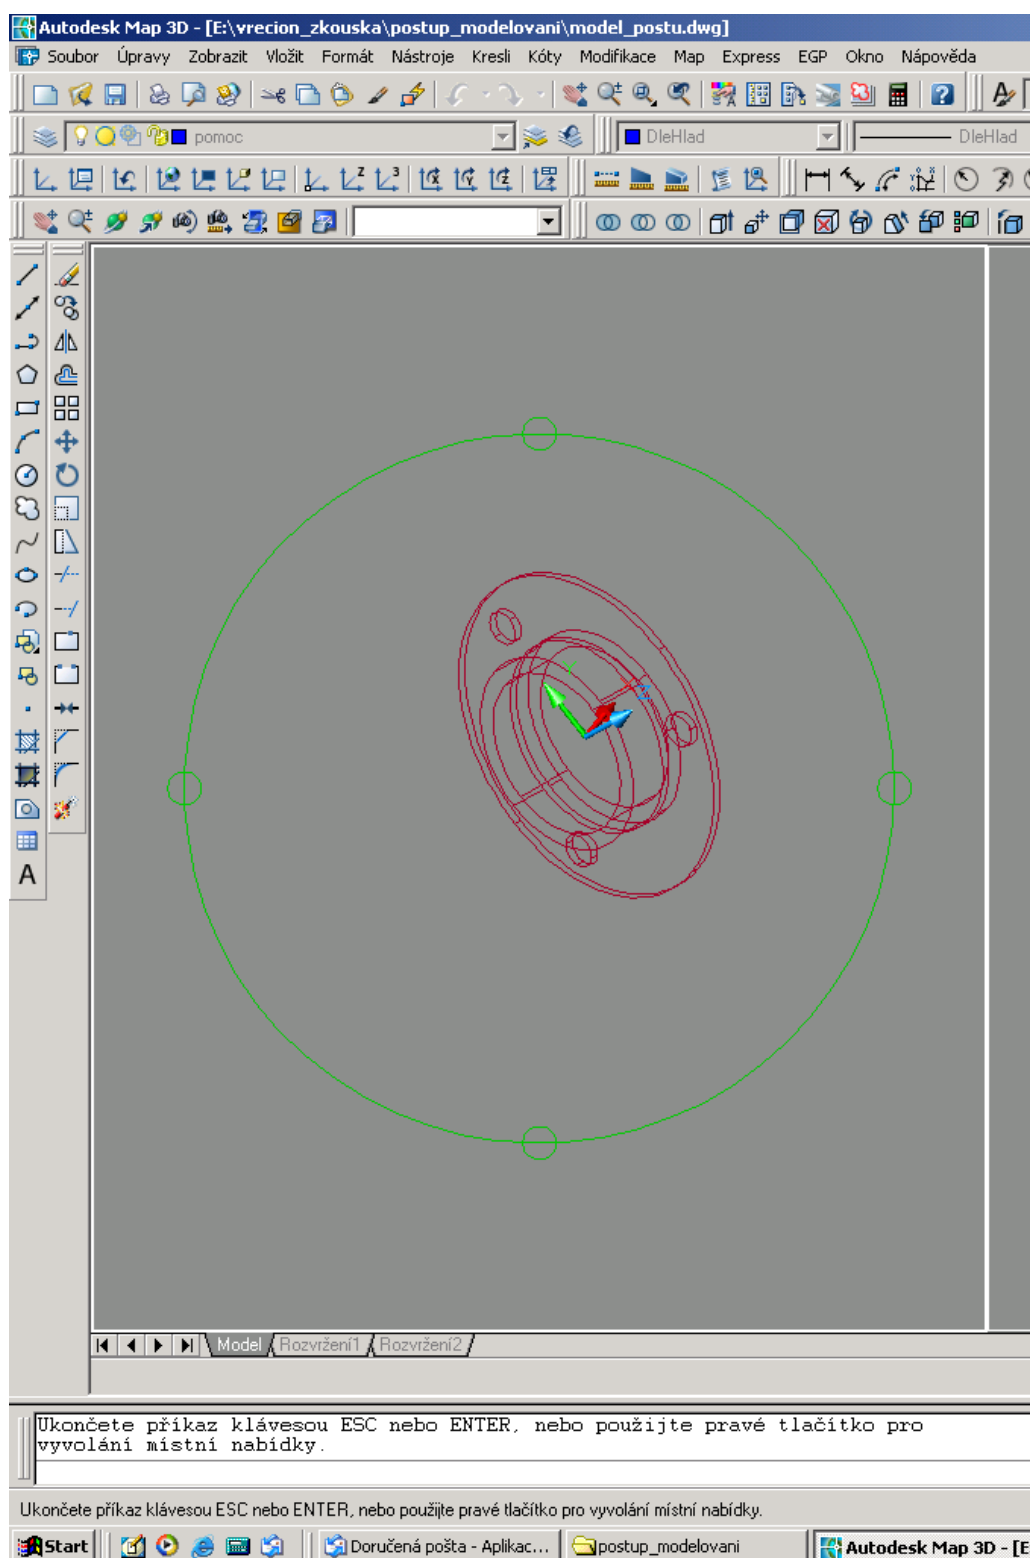 Autodesk Map 3D - [E:\vrecion_zkouska\postup_modelovani\model_postu.dwg]
Soubor Úpravy Zobrazit Vložit Formát Nástroje Kresli Kóty Modifikace Map Express EGP Okno Nápověda
pomoc DleHlad DleHlad
Y
X
Z
Model Rozvržení1 Rozvržení2
Ukončete příkaz klávesou ESC nebo ENTER, nebo použijte pravé tlačítko pro
vyvolání místní nabídky.
Ukončete příkaz klávesou ESC nebo ENTER, nebo použijte pravé tlačítko pro vyvolání místní nabídky.
Start Doručená pošta - Aplikac... postup_modelovani Autodesk Map 3D - [E